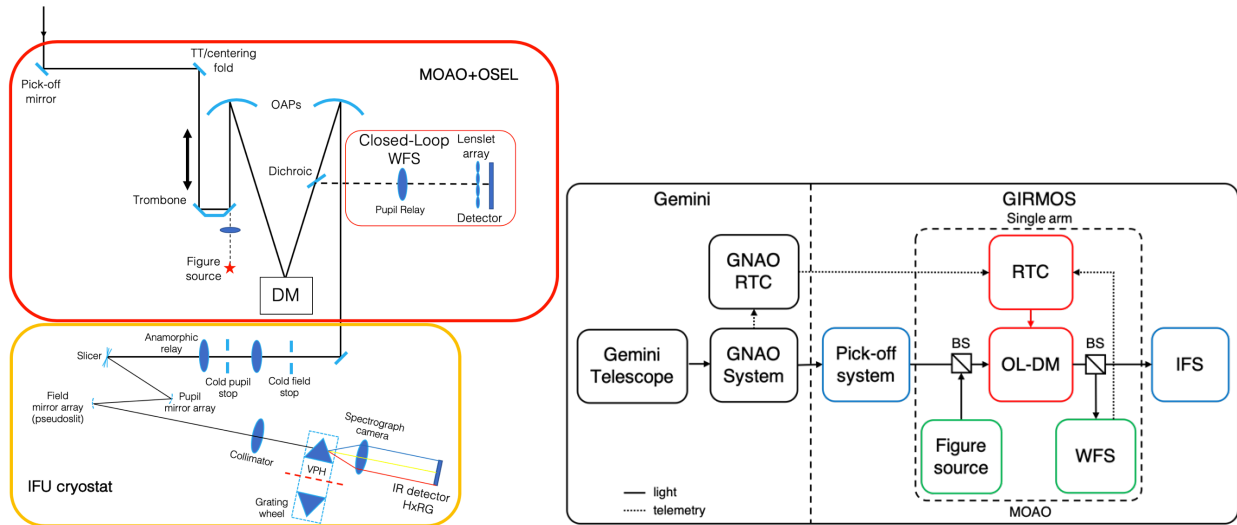 TT/centering
fold
MOAO+OSEL
Pick-off
mirror
OAPs
Closed-Loop
WFS
Lenslet
array
Dichroic
Trombone
Pupil Relay
Detector
Figure
source
DM
Anamorphic
relay
Slicer
Cold pupil
stop
Cold field
stop
Field
mirror array
(pseudoslit)
Pupil
mirror array
Spectrograph
camera
Collimator
VPH
IR detector
HxRG
IFU cryostat
Grating
wheel
Gemini
GIRMOS
Single arm
GNAO
RTC
RTC
BS
BS
Gemini
Telescope
GNAO
System
Pick-off
system
OL-DM
IFS
Figure
source
WFS
light
telemetry
MOAO